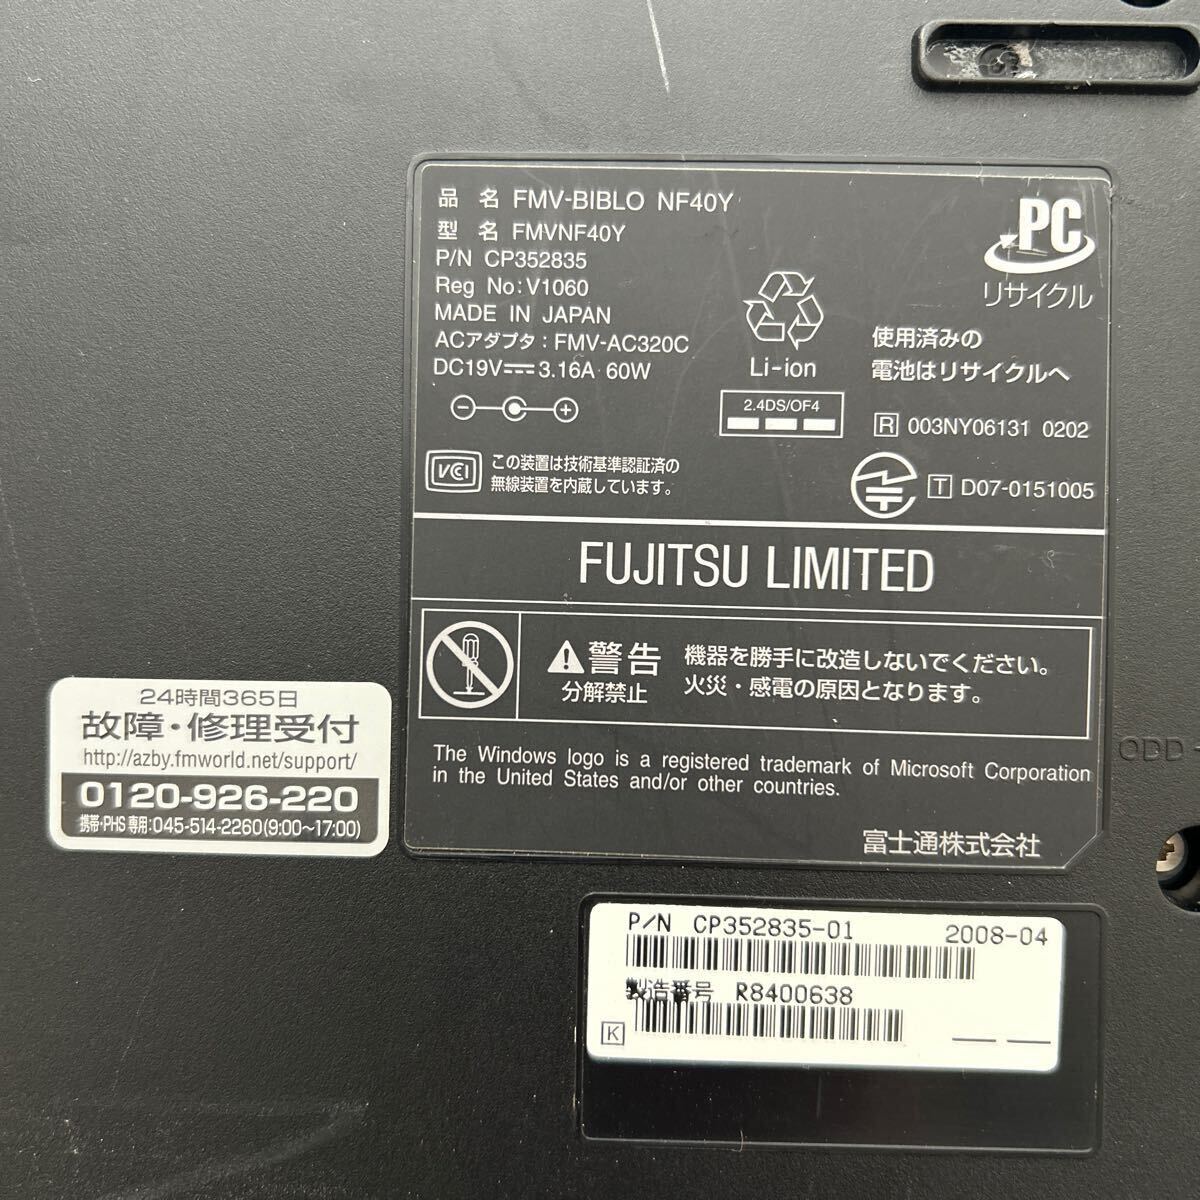 品 名 FMV-BIBLO NF40Y
型 名 FMVNF40Y
P/N CP352835
Reg No:V1060
MADE IN JAPAN
ACアダプタ：FMV-AC320C
DC19V⎓3.16A 60W
PC
リサイクル
Li-ion
使用済みの
電池はリサイクルへ
2.4DS/OF4
R 003NY06131 0202
VCI
この装置は技術基準認証済の
無線装置を内蔵しています。
T D07-0151005
FUJITSU LIMITED
警告
分解禁止
機器を勝手に改造しないでください。
火災・感電の原因となります。
The Windows logo is a registered trademark of Microsoft Corporation
in the United States and/or other countries.
富士通株式会社
24時間365日
故障・修理受付
http://azby.fmworld.net/support/
0120-926-220
携帯・PHS専用:045-514-2260(9:00~17:00)
ODD
P/N CP352835-01 2008-04
製造番号 R8400638
K